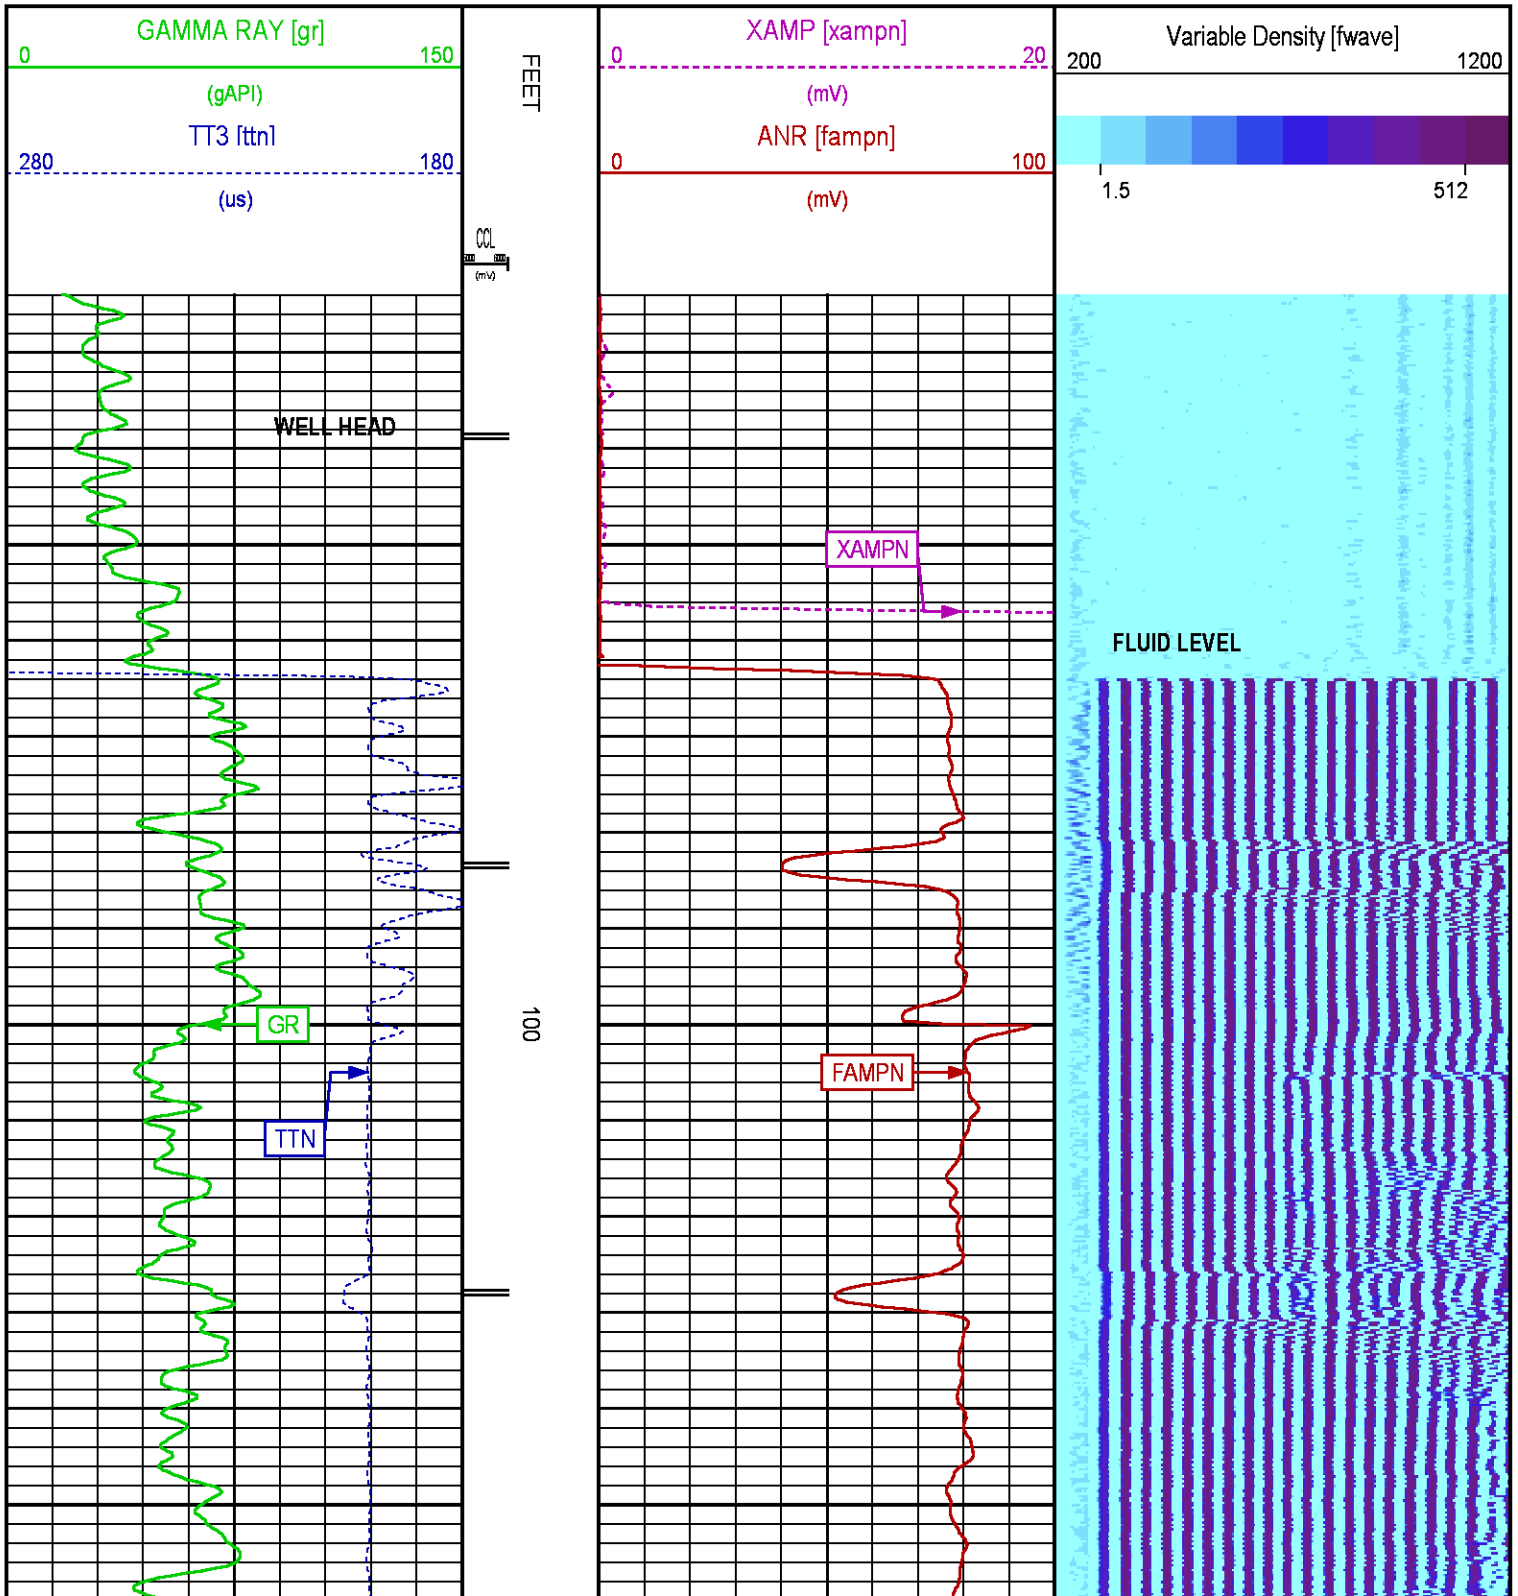 GAMMA RAY [gr]
0 150
(gAPI)
TT3 [ttn]
280 180
(us)
FEET
CCL
(mV)
XAMP [xampn]
0 20
(mV)
ANR [fampn]
0 100
(mV)
Variable Density [fwave]
200 1200
1.5 512
WELL HEAD
XAMPN
FLUID LEVEL
GR
100
FAMPN
TTN